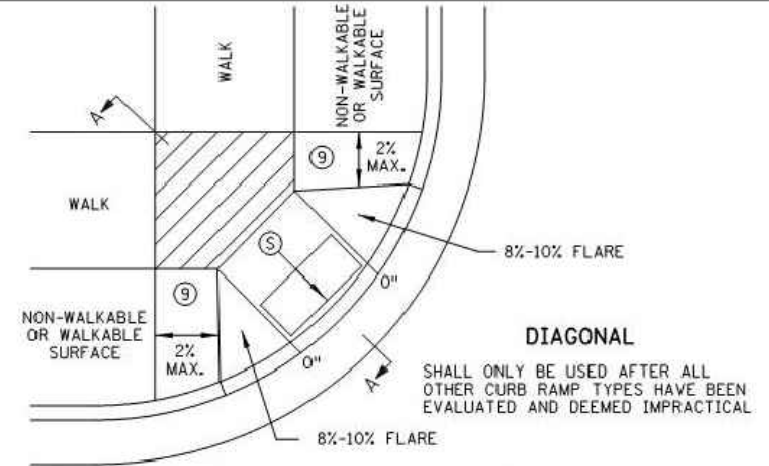 WALK
NON-WALKABLE
OR WALKABLE
SURFACE
A
9
2%
MAX.
WALK
S
8%-10% FLARE
0"
9
NON-WALKABLE
OR WALKABLE
SURFACE
2%
MAX.
0"
A
DIAGONAL
SHALL ONLY BE USED AFTER ALL
OTHER CURB RAMP TYPES HAVE BEEN
EVALUATED AND DEEMED IMPRACTICAL
8%-10% FLARE